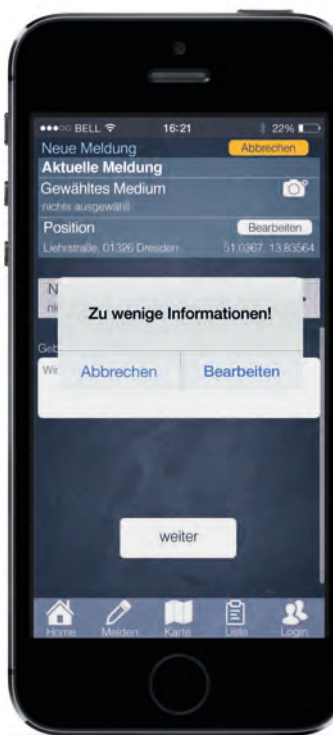 BELL 16:21 22%
Neue Meldung Abbrechen
Aktuelle Meldung
Gewähltes Medium
nichts ausgewählt
Position Bearbeiten
Liehrstraße, 01326 Dresden 51.0367, 13.83564
Zu wenige Informationen!
Abbrechen Bearbeiten
weiter
Home Melden Karte Liste Login